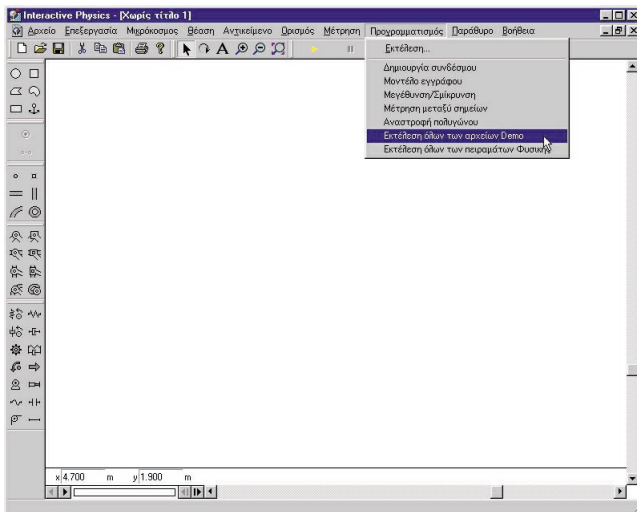 Interactive Physics - [Χωρίς τίτλο 1]
Αρχείο Επεξεργασία Μικρόκοσμος Θέαση Αντικείμενο Ορισμός Μέτρηση Προγραμματισμός Παράθυρο Βοήθεια
Εκτέλεση...
Δημιουργία συνδέσμου
Μοντέλο εγγράφου
Μεγέθυνση/Σμίκρυνση
Μέτρηση μεταξύ σημείων
Αναστροφή πολυγώνου
Εκτέλεση όλων των αρχείων Demo
Εκτέλεση όλων των πειραμάτων Φυσικής
x 4.700 m y 1.900 m